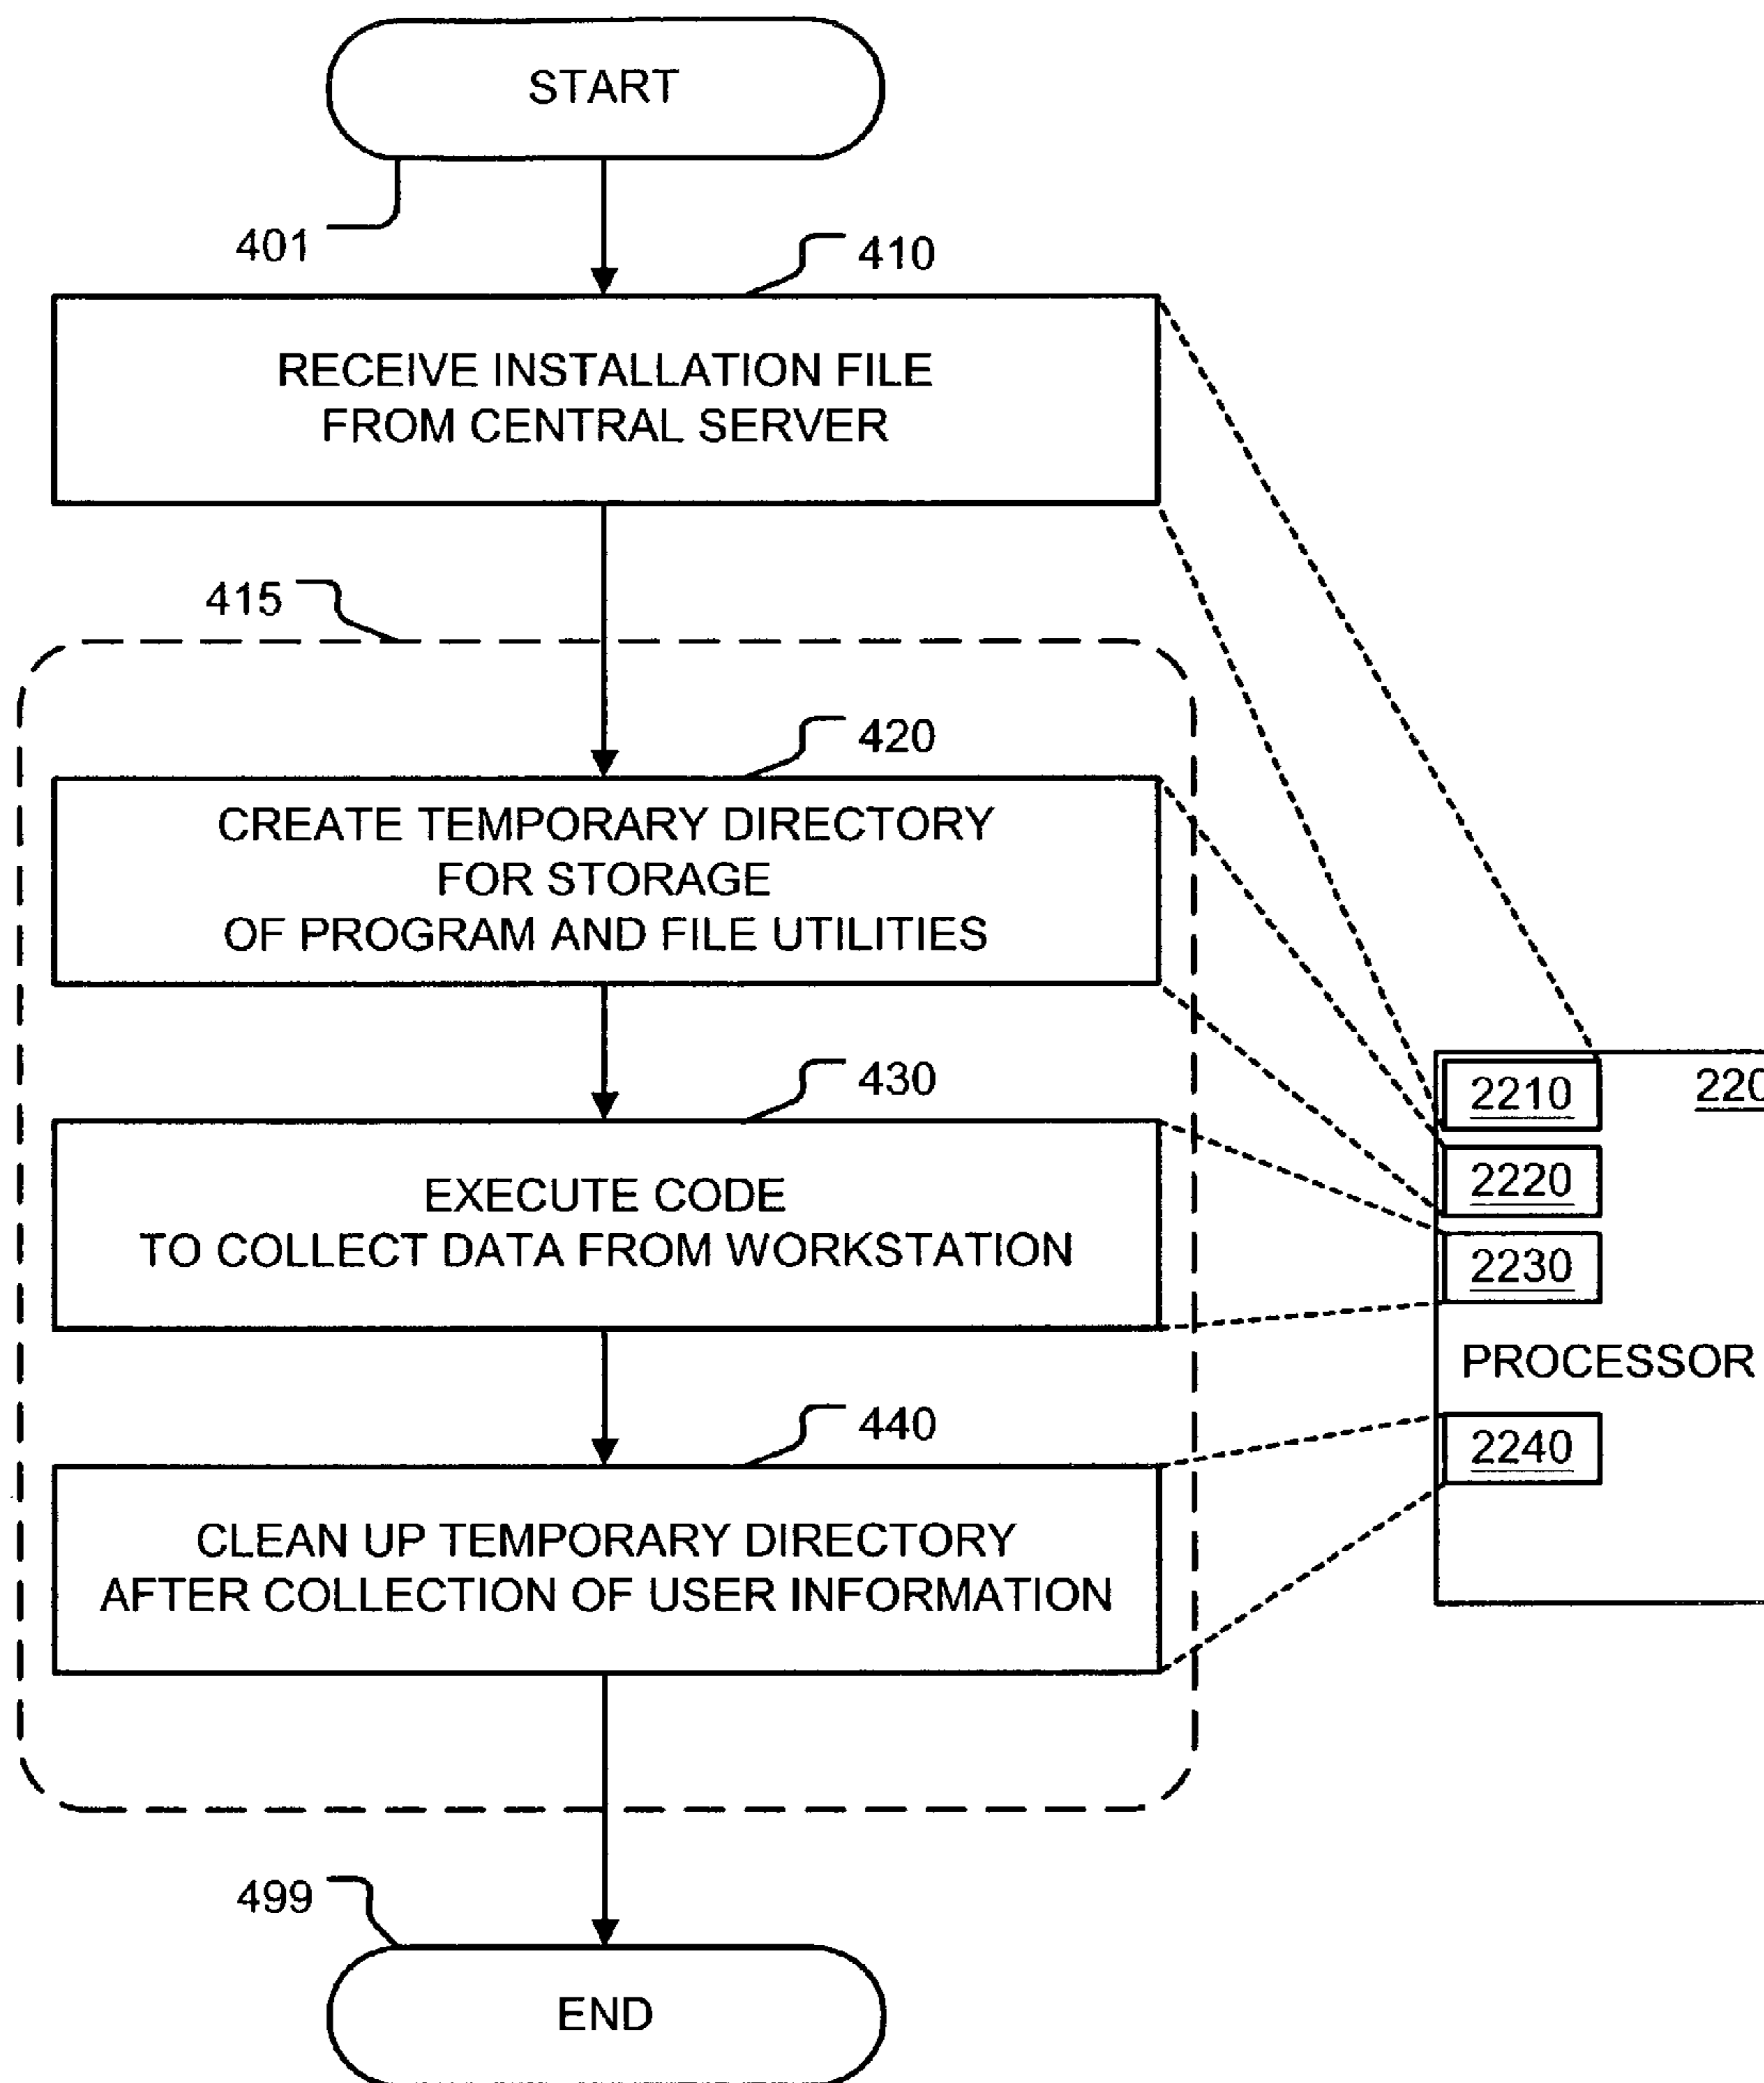 START
401
410
RECEIVE INSTALLATION FILE
FROM CENTRAL SERVER
415
420
CREATE TEMPORARY DIRECTORY
FOR STORAGE
OF PROGRAM AND FILE UTILITIES
430
EXECUTE CODE
TO COLLECT DATA FROM WORKSTATION
440
CLEAN UP TEMPORARY DIRECTORY
AFTER COLLECTION OF USER INFORMATION
499
END
2210
220
2220
2230
PROCESSOR
2240